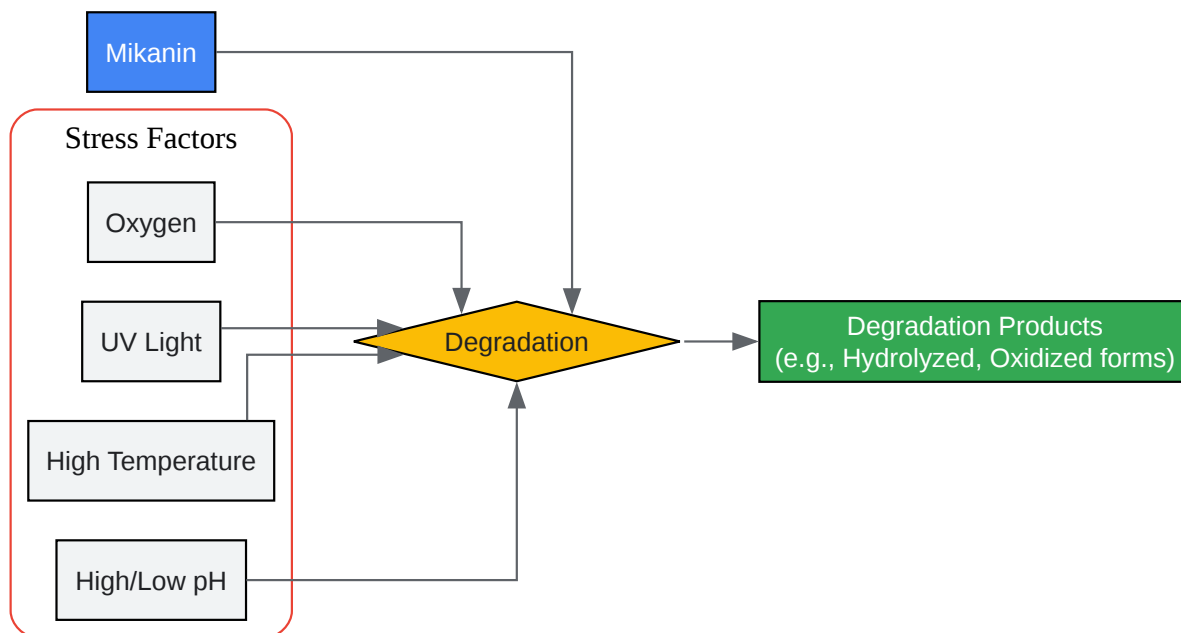 Mikanin
Stress Factors
Oxygen
UV Light
High Temperature
High/Low pH
Degradation
Degradation Products
(e.g., Hydrolyzed, Oxidized forms)